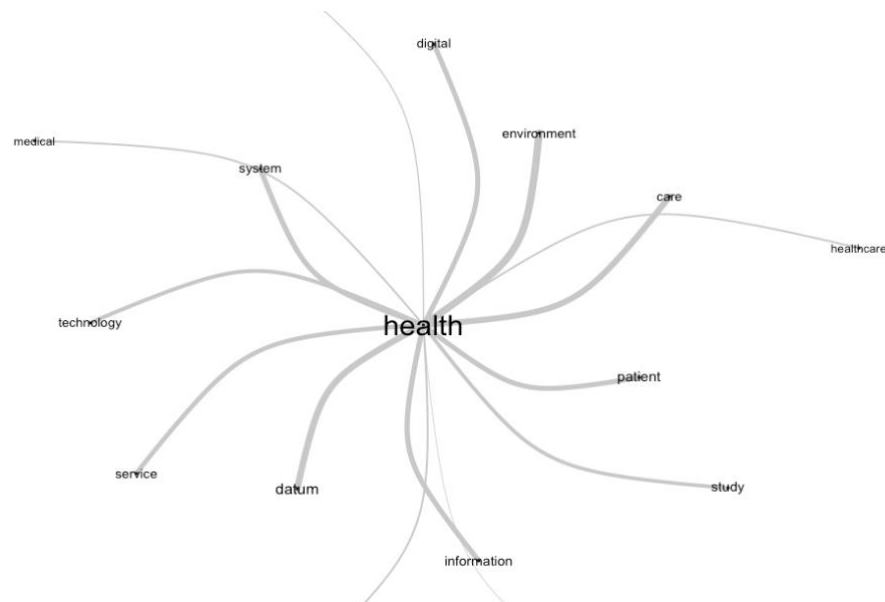 digital
environment
medical
system
care
healthcare
technology
health
patient
service
datum
study
information